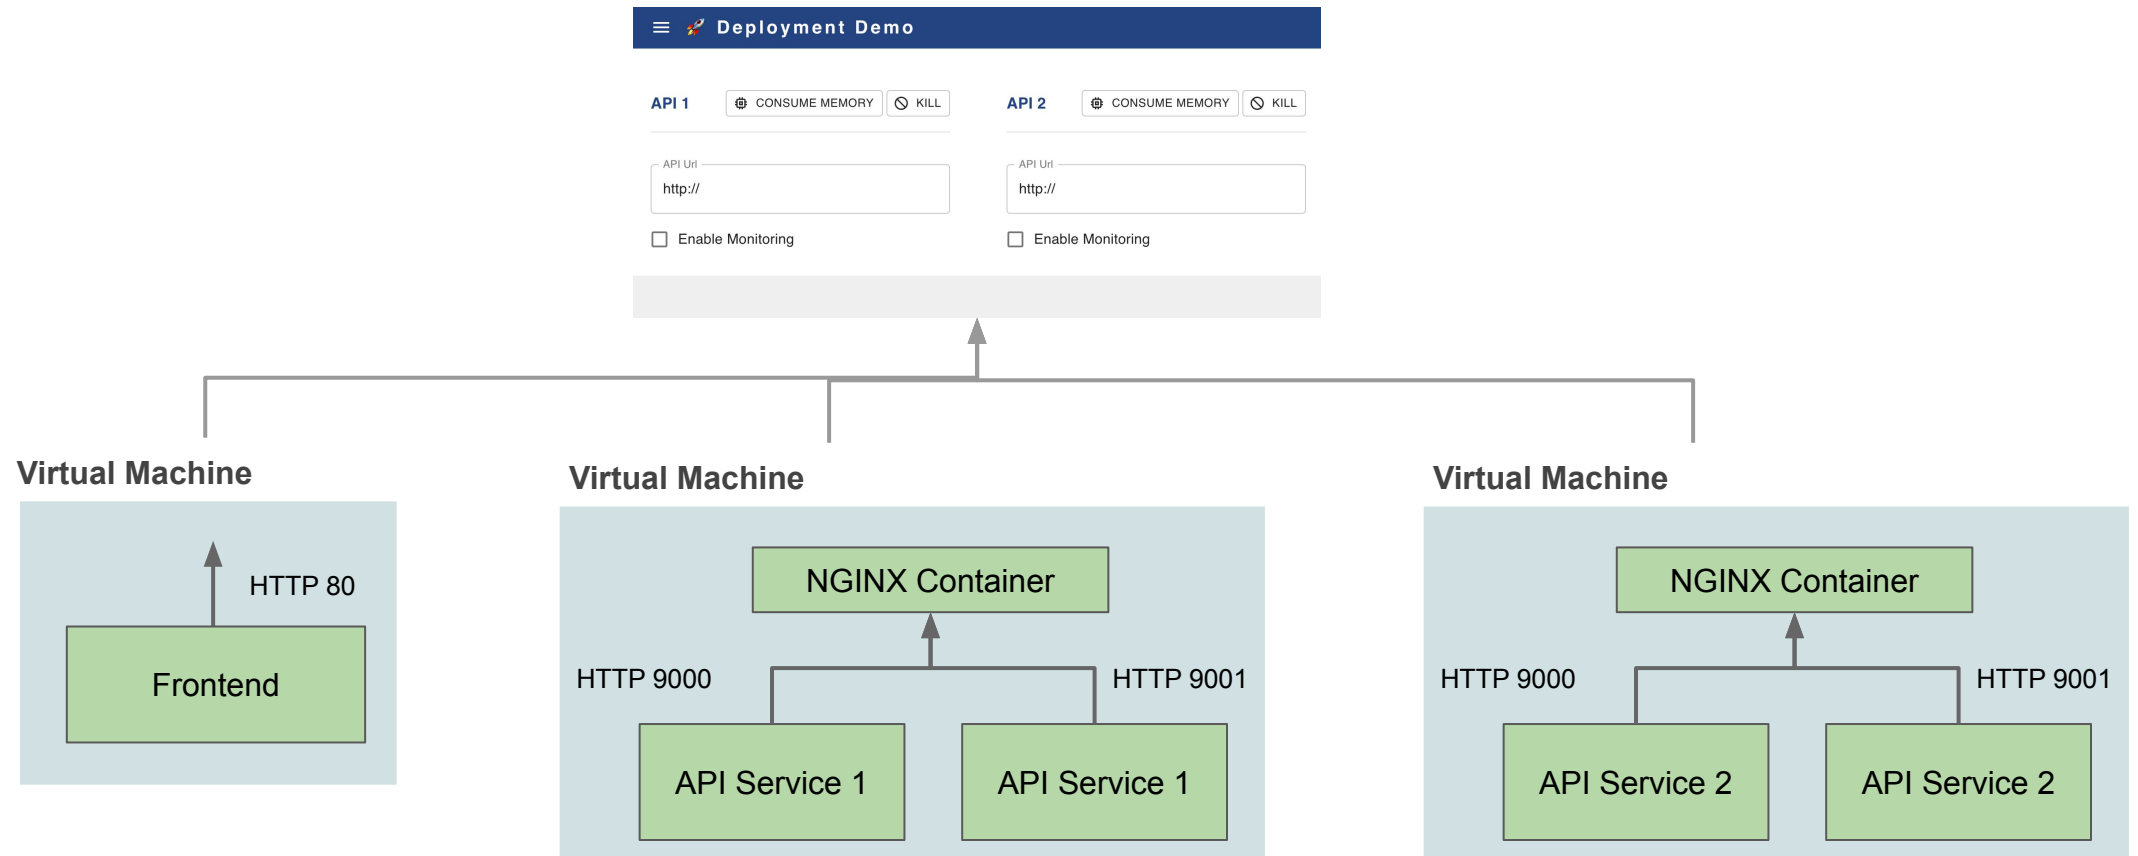 Deployment Demo
API 1 CONSUME MEMORY KILL API 2 CONSUME MEMORY KILL
API Url API Url
http:// http://
Enable Monitoring Enable Monitoring
Virtual Machine Virtual Machine Virtual Machine
NGINX Container NGINX Container
HTTP 80
HTTP 9000 HTTP 9001 HTTP 9000 HTTP 9001
Frontend
API Service 1 API Service 1 API Service 2 API Service 2